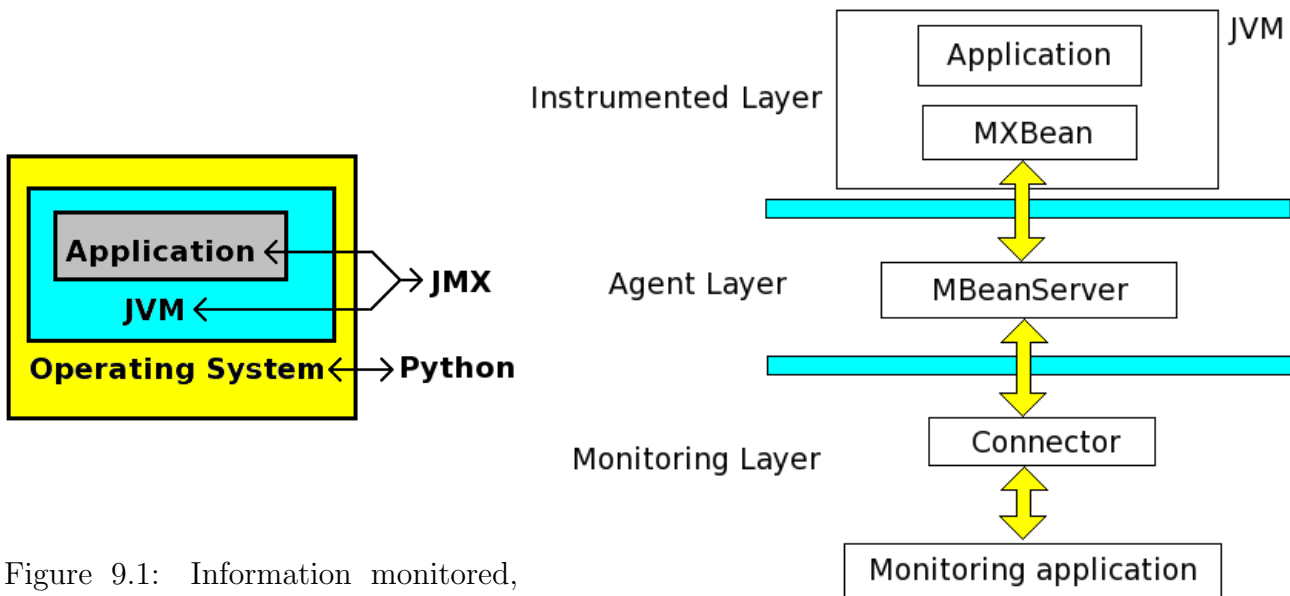 Application
JVM
JMX
Operating System
Python
Figure 9.1: Information monitored,
JVM
Application
Instrumented Layer
MXBean
Agent Layer
MBeanServer
Connector
Monitoring Layer
Monitoring application